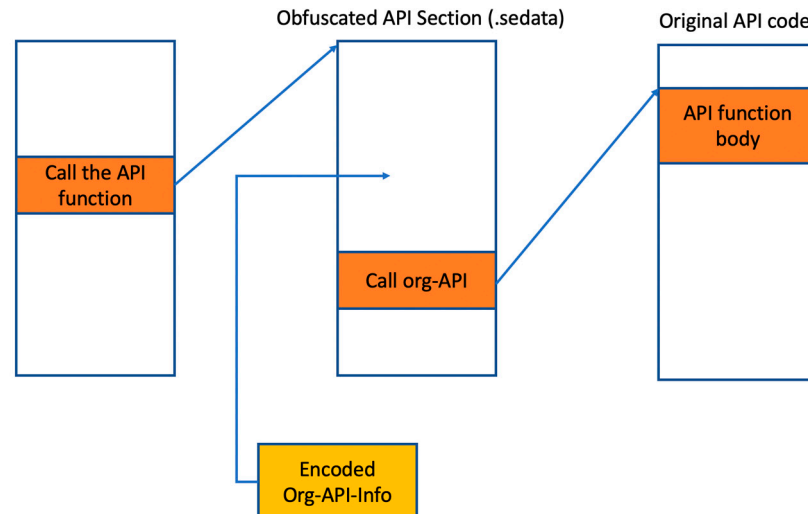 Obfuscated API Section (.sedata)
Original API code
Call the API
function
API function
body
Call org-API
Encoded
Org-API-Info